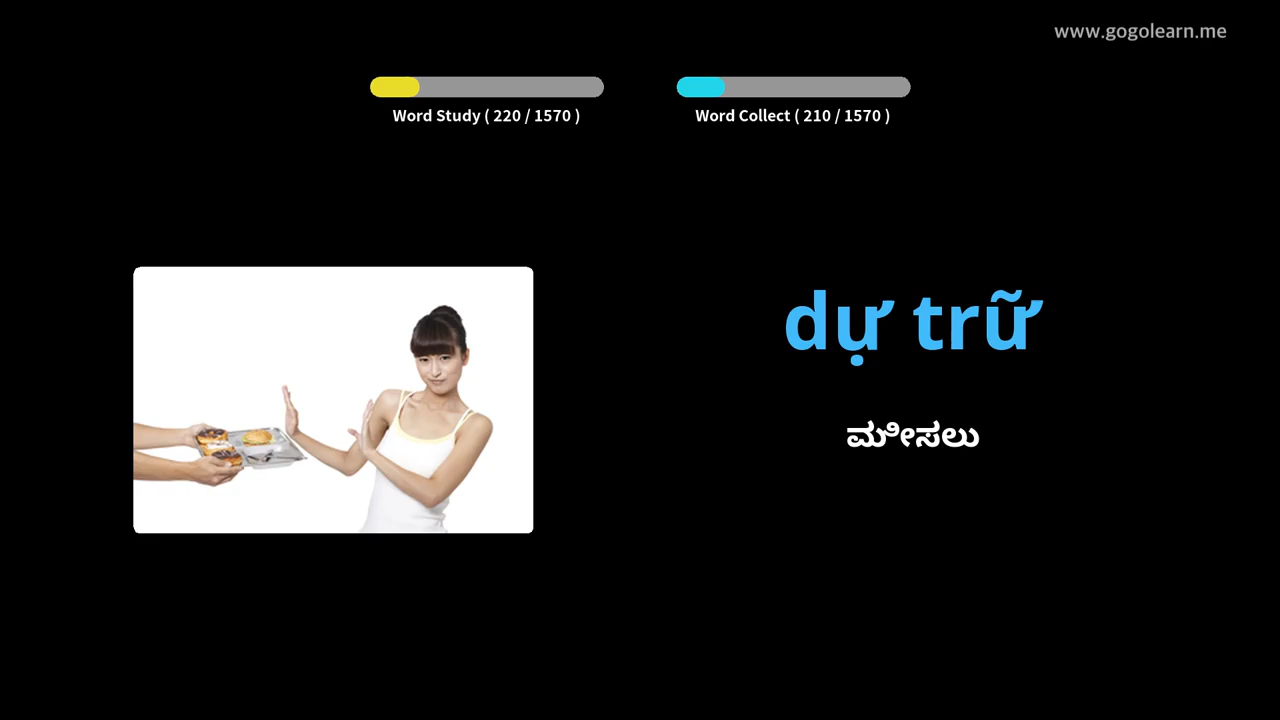 www.gogolearn.me
Word Study ( 220 / 1570 )
Word Collect ( 210 / 1570 )
dự trữ
ಮೀಸಲು